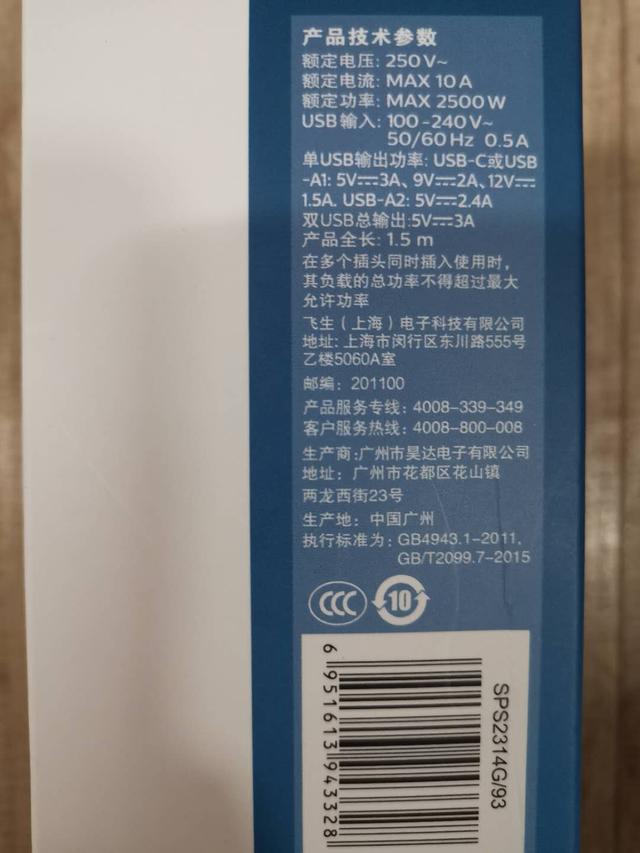 产品技术参数
额定电压: 250V~
额定电流: MAX 10A
额定功率: MAX 2500W
USB输入: 100-240V~
50/60Hz 0.5A
单USB输出功率: USB-C或USB
-A1: 5V⎓3A、9V⎓2A、12V⎓
1.5A. USB-A2: 5V⎓2.4A
双USB总输出:5V⎓3A
产品全长: 1.5 m
在多个插头同时插入使用时，
其负载的总功率不得超过最大
允许功率
飞生（上海）电子科技有限公司
地址: 上海市闵行区东川路555号
乙楼5060A室
邮编: 201100
产品服务专线: 4008-339-349
客户服务热线: 4008-800-008
生产商:广州市昊达电子有限公司
地址: 广州市花都区花山镇
两龙西街23号
生产地: 中国广州
执行标准为: GB4943.1-2011,
GB/T2099.7-2015
CCC
10
6951613943328
SPS2314G/93